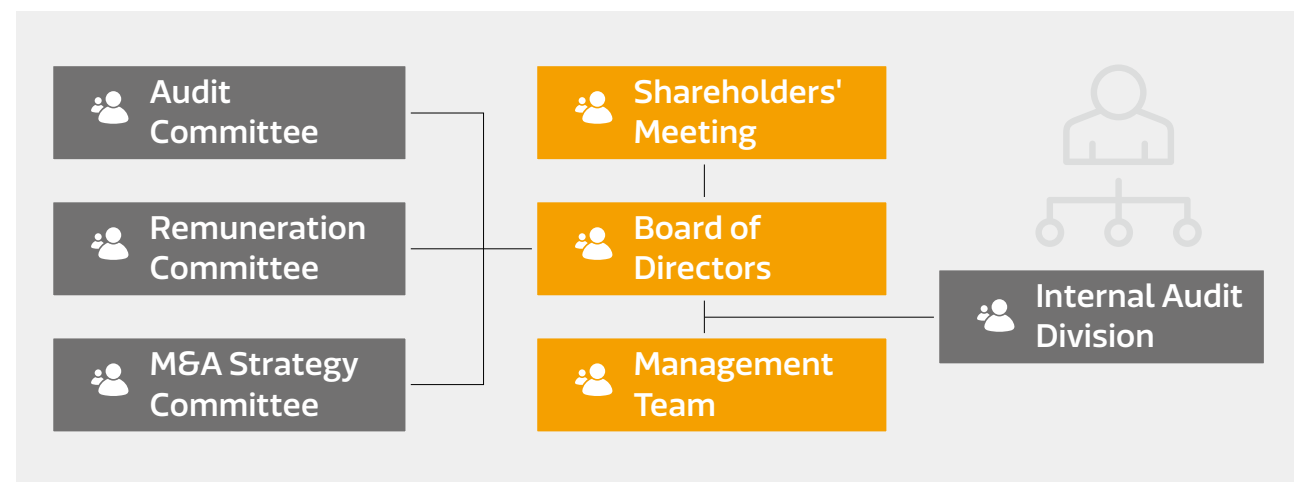 Audit
Committee
Remuneration
Committee
M&A Strategy
Committee
Shareholders'
Meeting
Board of
Directors
Management
Team
Internal Audit
Division